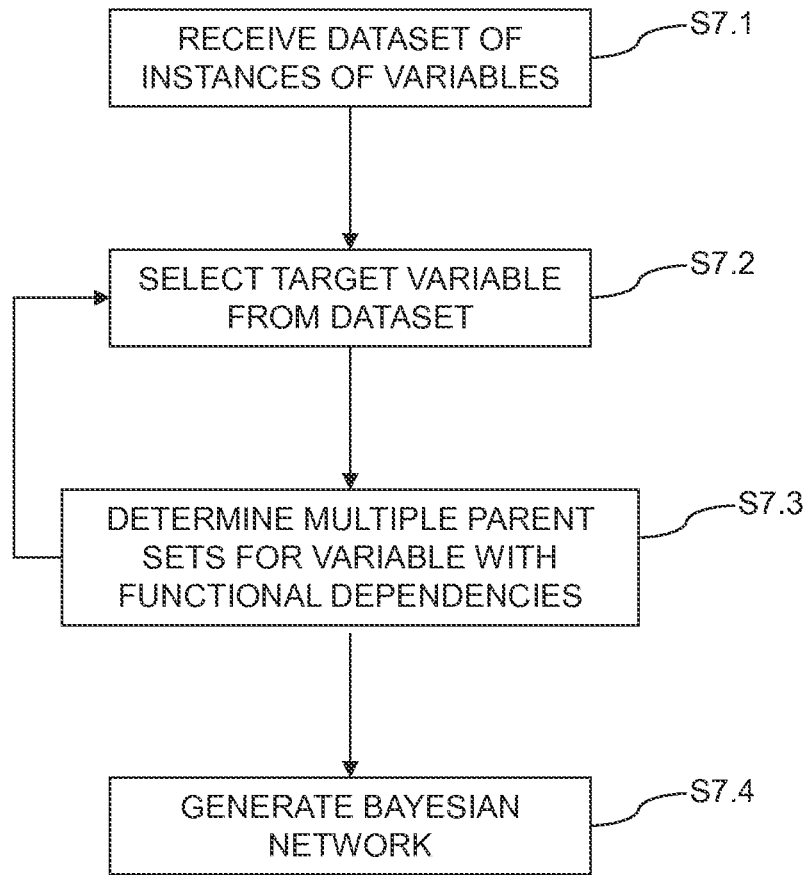 RECEIVE DATASET OF
INSTANCES OF VARIABLES
S7.1
SELECT TARGET VARIABLE
FROM DATASET
S7.2
DETERMINE MULTIPLE PARENT
SETS FOR VARIABLE WITH
FUNCTIONAL DEPENDENCIES
S7.3
GENERATE BAYESIAN
NETWORK
S7.4